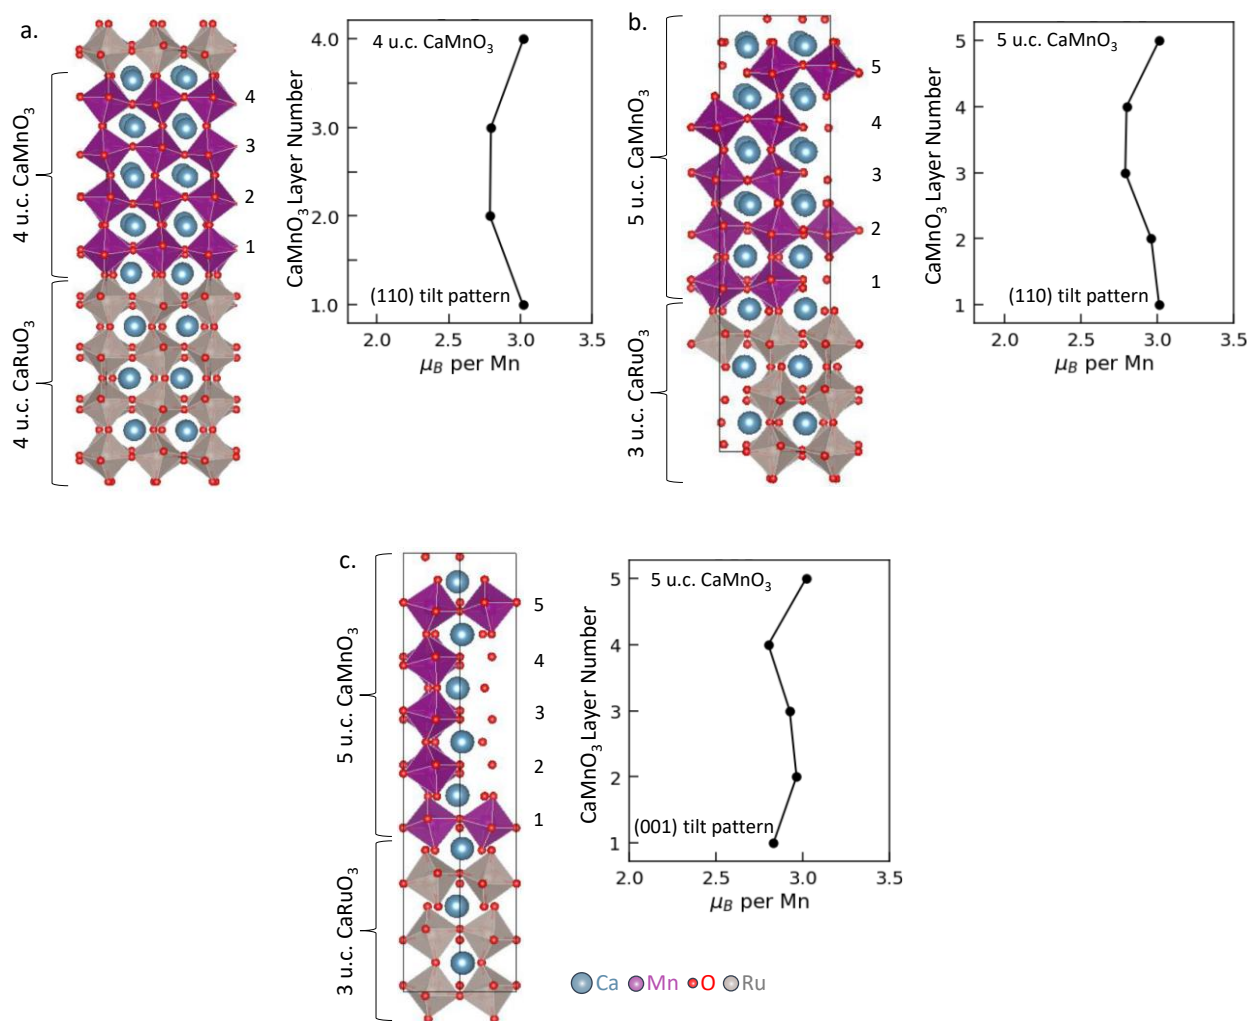 a.
4 u.c. CaMnO3
4
3
2
1
4 u.c. CaRuO3
4 u.c. CaMnO3
CaMnO3 Layer Number
4.0
3.0
2.0
1.0
(110) tilt pattern
2.0 2.5 3.0 3.5
μB per Mn
b.
5 u.c. CaMnO3
5
4
3
2
1
3 u.c. CaRuO3
5 u.c. CaMnO3
CaMnO3 Layer Number
5
4
3
2
1
(110) tilt pattern
2.0 2.5 3.0 3.5
μB per Mn
c.
5 u.c. CaMnO3
5
4
3
2
1
3 u.c. CaRuO3
5 u.c. CaMnO3
CaMnO3 Layer Number
5
4
3
2
1
(001) tilt pattern
2.0 2.5 3.0 3.5
μB per Mn
Ca Mn O Ru